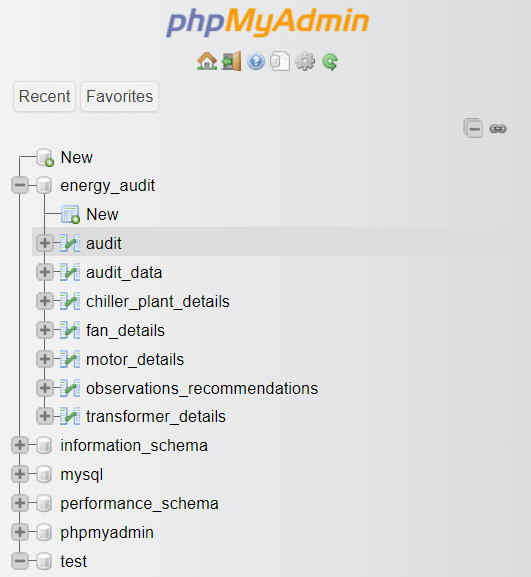 phpMyAdmin
Recent Favorites
New
energy_audit
New
audit
audit_data
chiller_plant_details
fan_details
motor_details
observations_recommendations
transformer_details
information_schema
mysql
performance_schema
phpmyadmin
test